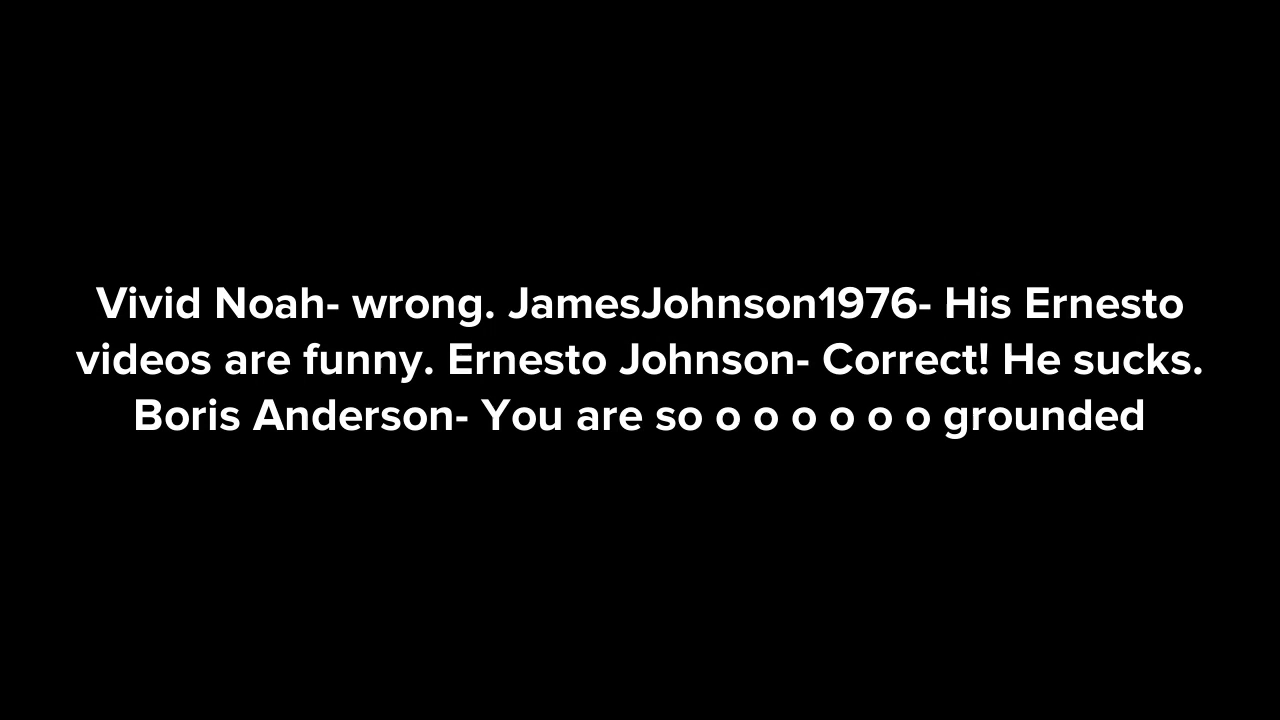 Vivid Noah- wrong. JamesJohnson1976- His Ernesto
videos are funny. Ernesto Johnson- Correct! He sucks.
Boris Anderson- You are so o o o o o o grounded